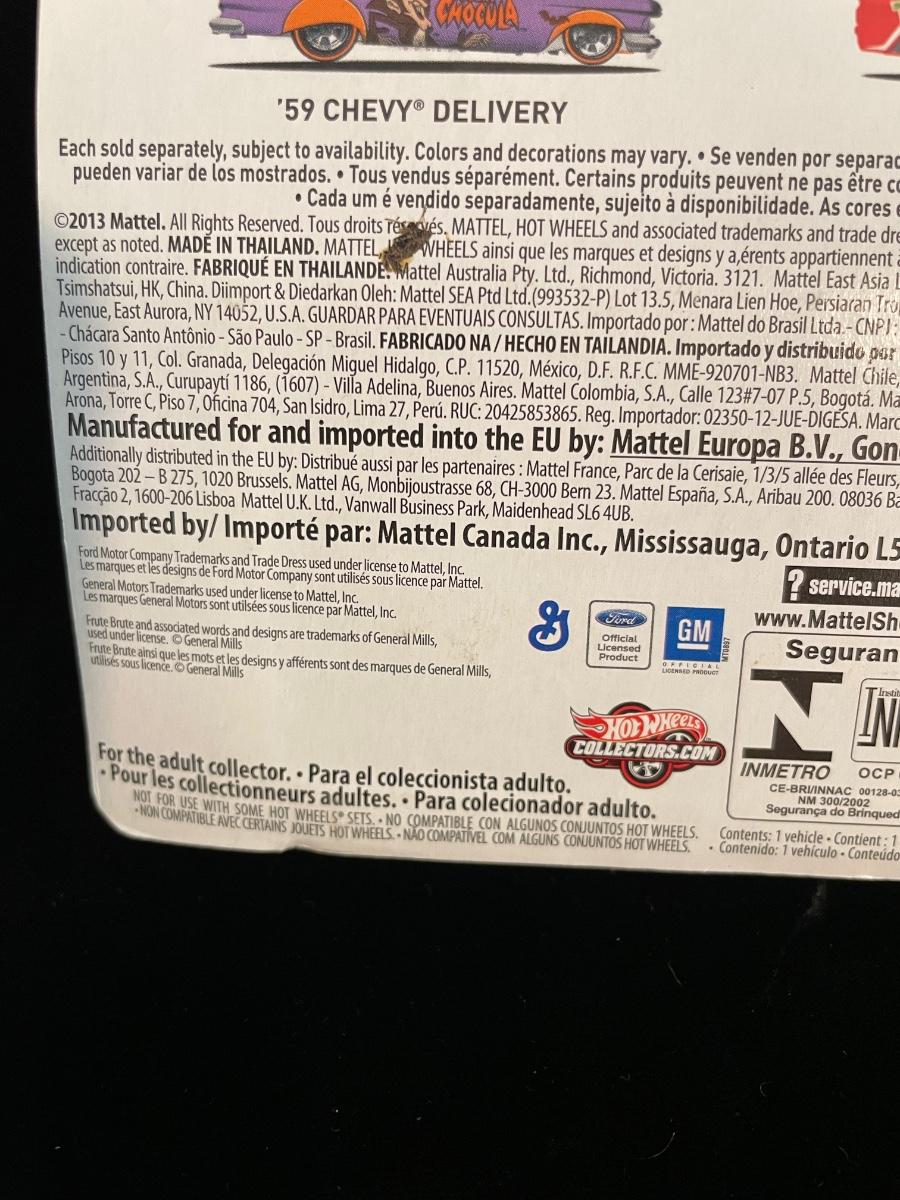 CHOCULA
'59 CHEVY® DELIVERY
Each sold separately, subject to availability. Colors and decorations may vary. • Se venden por
pueden variar de los mostrados. • Tous vendus séparément. Certains produits peuvent ne pas être
• Cada um é vendido separadamente, sujeito à disponibilidade. As cores
©2013 Mattel. All Rights Reserved. Tous droits MATTEL, HOT WHEELS and associated trademarks and trade
except as noted. MADE IN THAILAND. MATTEL, WHEELS ainsi que les marques et designs y a,érents appartiennent
indication contraire. FABRIQUÉ EN THAILANDE. Mattel Australia Pty. Ltd., Richmond, Victoria. 3121. Mattel East Asia
Tsimshatsui, HK, China. Diimport & Diedarkan Oleh: Mattel SEA Ptd Ltd.(993532-P) Lot 13.5, Menara Lien Hoe, Persiaran
Avenue, East Aurora, NY 14052, U.S.A. GUARDAR PARA EVENTUAIS CONSULTAS. Importado por : Mattel do Brasil Ltda.- CNPJ :
- Chácara Santo Antônio - São Paulo - SP - Brasil. FABRICADO NA / HECHO EN TAILANDIA. Importado y distribuido por
Pisos 10 y 11, Col. Granada, Delegación Miguel Hidalgo, C.P. 11520, México, D.F. R.F.C. MME-920701-NB3. Mattel Chile,
Argentina, S.A., Curupaytí 1186, (1607) - Villa Adelina, Buenos Aires. Mattel Colombia, S.A., Calle 123#7-07 P.5, Bogotá.
Arona, Torre C, Piso 7, Oficina 704, San Isidro, Lima 27, Perú. RUC: 20425853865. Reg. Importador: 02350-12-JUE-DIGESA.
Manufactured for and imported into the EU by: Mattel Europa B.V.,
Additionally distributed in the EU by: Distribué aussi par les partenaires : Mattel France, Parc de la Cerisaie, 1/3/5 allée des Fleurs,
Bogota 202 – B 275, 1020 Brussels. Mattel AG, Monbijoustrasse 68, CH-3000 Bern 23. Mattel España, S.A., Aribau 200. 08036
Fracção 2, 1600-206 Lisboa Mattel U.K. Ltd., Vanwall Business Park, Maidenhead SL6 4UB.
Imported by/ Importé par: Mattel Canada Inc., Mississauga, Ontario L5
Ford Motor Company Trademarks and Trade Dress used under license to Mattel, Inc.
Les marques et les designs de Ford Motor Company sont utilisés sous licence par Mattel.
General Motors Trademarks used under license to Mattel, Inc.
Les marques General Motors sont utilsées sous licence par Mattel, Inc.
Frute Brute and associated words and designs are trademarks of General Mills,
used under license. © General Mills
Frute Brute ainsi que les mots et les designs y afférents sont des marques de General Mills,
utilisés sous licence. © General Mills
? service.ma
www.MattelSh
G
Ford
Official
Licensed
Product
GM
OFFICIAL
LICENSED PRODUCT
MT0897
Seguran
N
INMETRO
OCP
CE-BRI/INNAC 00128-03
NM 300/2002
Segurança do Brinqued
HOT WHEELS™
COLLECTORS.COM
For the adult collector. • Para el coleccionista adulto.
• Pour les collectionneurs adultes. • Para colecionador adulto.
NOT FOR USE WITH SOME HOT WHEELS® SETS. • NO COMPATIBLE CON ALGUNOS CONJUNTOS HOT WHEELS.
• NON COMPATIBLE AVEC CERTAINS JOUETS HOT WHEELS. • NÃO COMPATÍVEL COM ALGUNS CONJUNTOS HOT WHEELS.
Contents: 1 vehicle • Contient : 1
• Contenido: 1 vehículo • Conteúdo